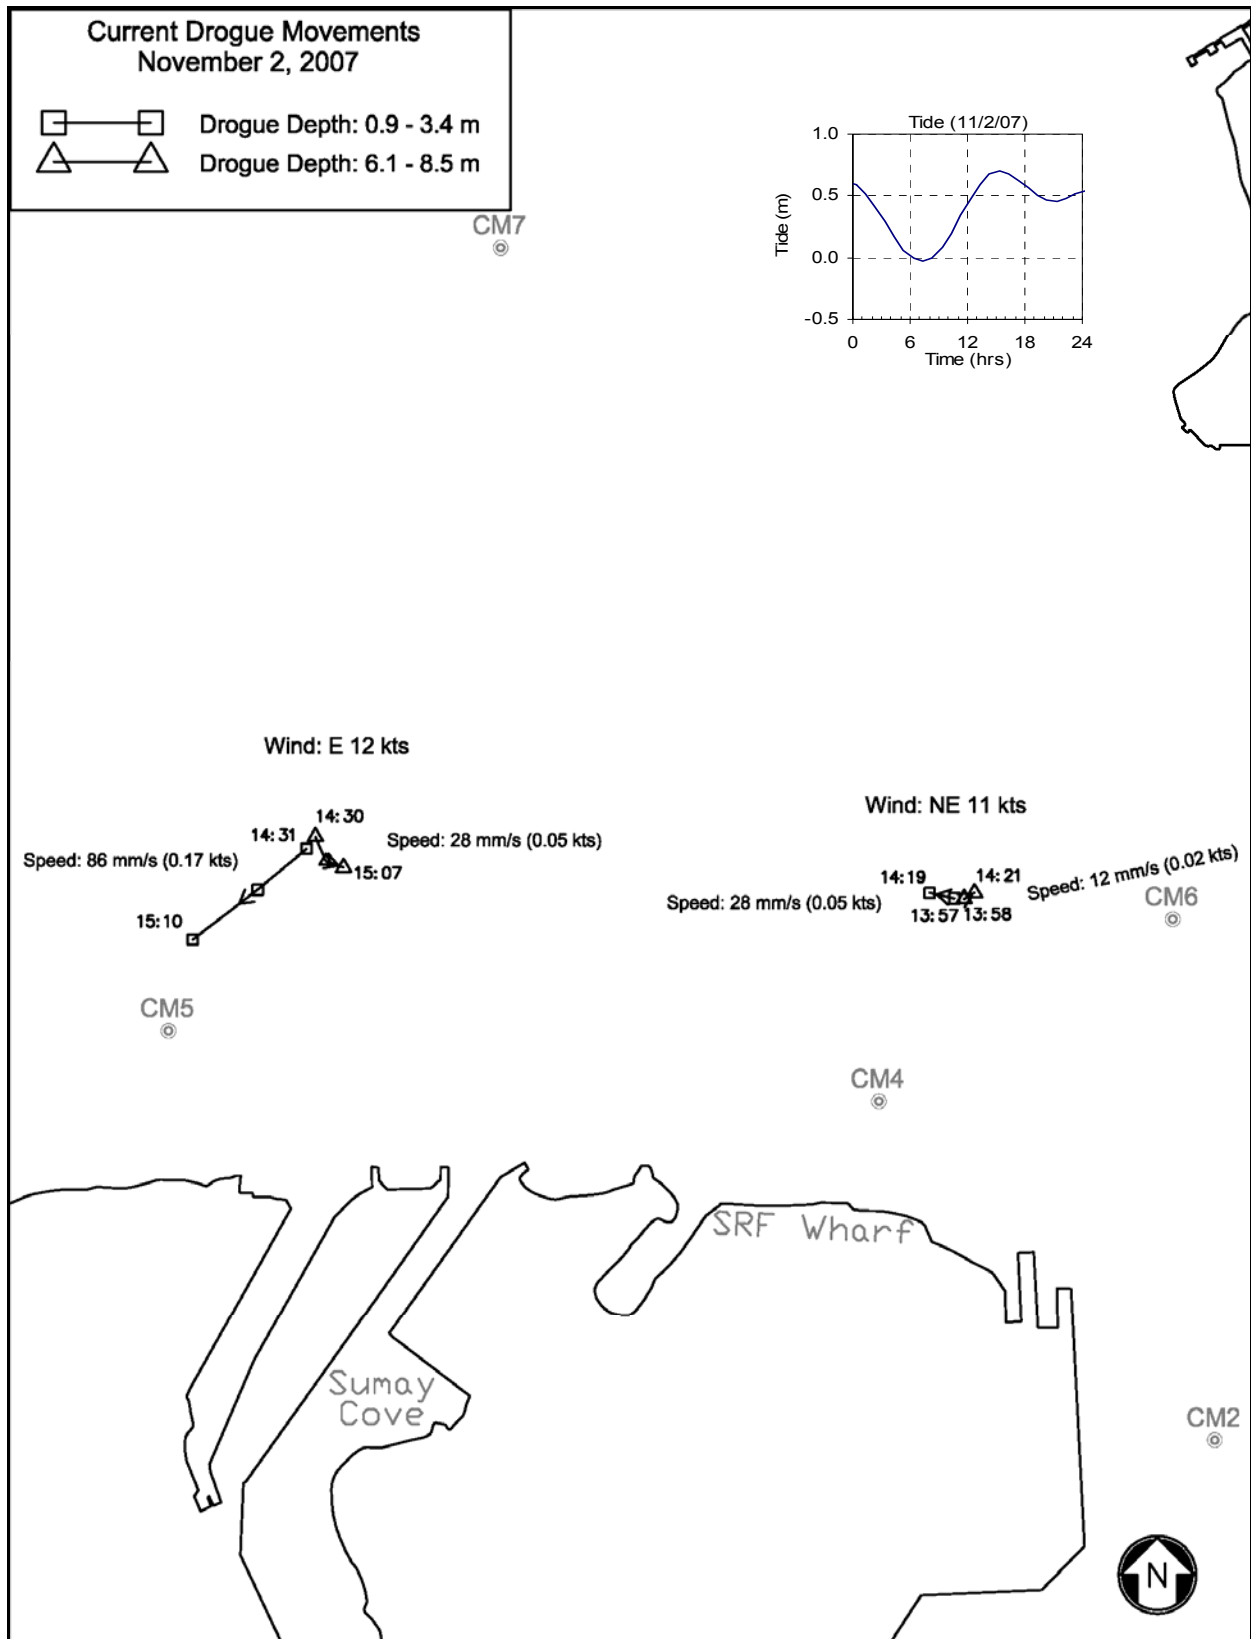 Current Drogue Movements
November 2, 2007
Drogue Depth: 0.9 - 3.4 m
Drogue Depth: 6.1 - 8.5 m
Tide (11/2/07)
1.0
0.5
0.0
-0.5
Tide (m)
0 6 12 18 24
Time (hrs)
CM7
Wind: E 12 kts
14:30
14:31
Speed: 28 mm/s (0.05 kts)
Speed: 86 mm/s (0.17 kts)
15:07
15:10
Wind: NE 11 kts
14:19 14:21
Speed: 12 mm/s (0.02 kts)
Speed: 28 mm/s (0.05 kts)
13:57 13:58
CM6
CM5
CM4
SRF Wharf
Sumay
Cove
CM2
N